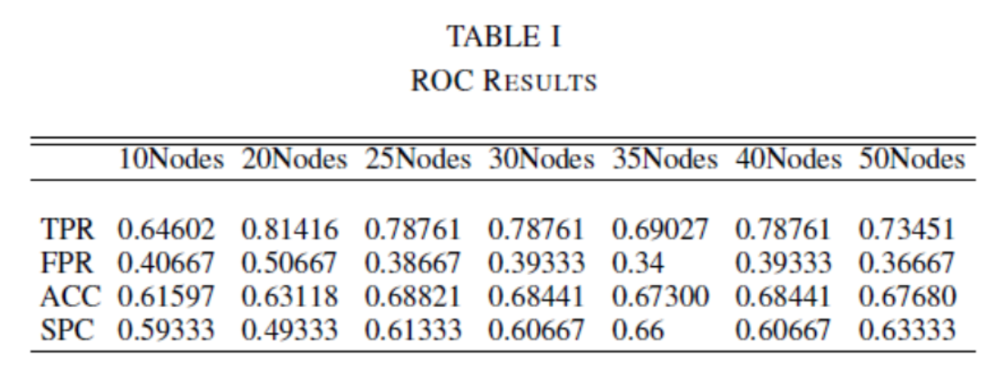 TABLE I
ROC RESULTS
10Nodes 20Nodes 25Nodes 30Nodes 35Nodes 40Nodes 50Nodes
TPR 0.64602 0.81416 0.78761 0.78761 0.69027 0.78761 0.73451
FPR 0.40667 0.50667 0.38667 0.39333 0.34 0.39333 0.36667
ACC 0.61597 0.63118 0.68821 0.68441 0.67300 0.68441 0.67680
SPC 0.59333 0.49333 0.61333 0.60667 0.66 0.60667 0.63333